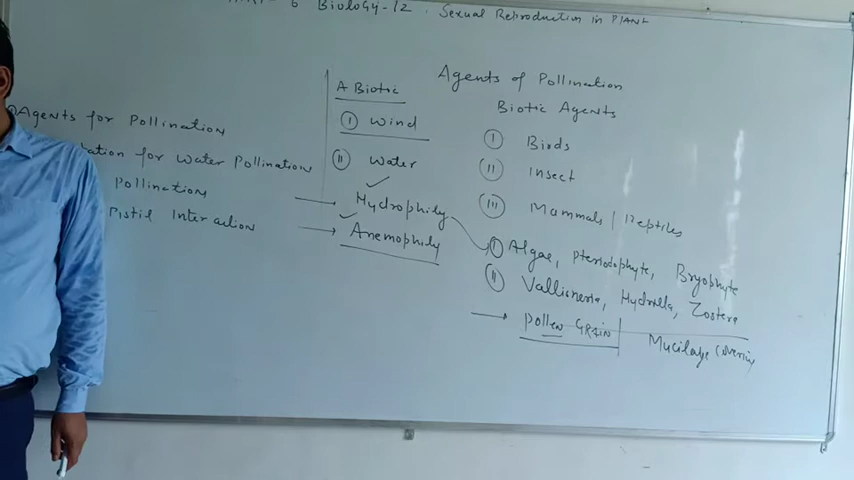 6 BioloGy-12. Sexual Reproduction in PLANT
Agents for Pollination
tation for Water Pollination
Pollination
Pistil Interaction
A Biotic
I Wind
II Water
Hydrophily
Anemophily
Agents of Pollination
Biotic Agents
I Birds
II Insect
III Mammals | Reptiles
I Algae, Pteridophyte, Bryophyte
II Vallisneria, Hydrilla, Zostera
pollen GRAIN
Mucilage Covering